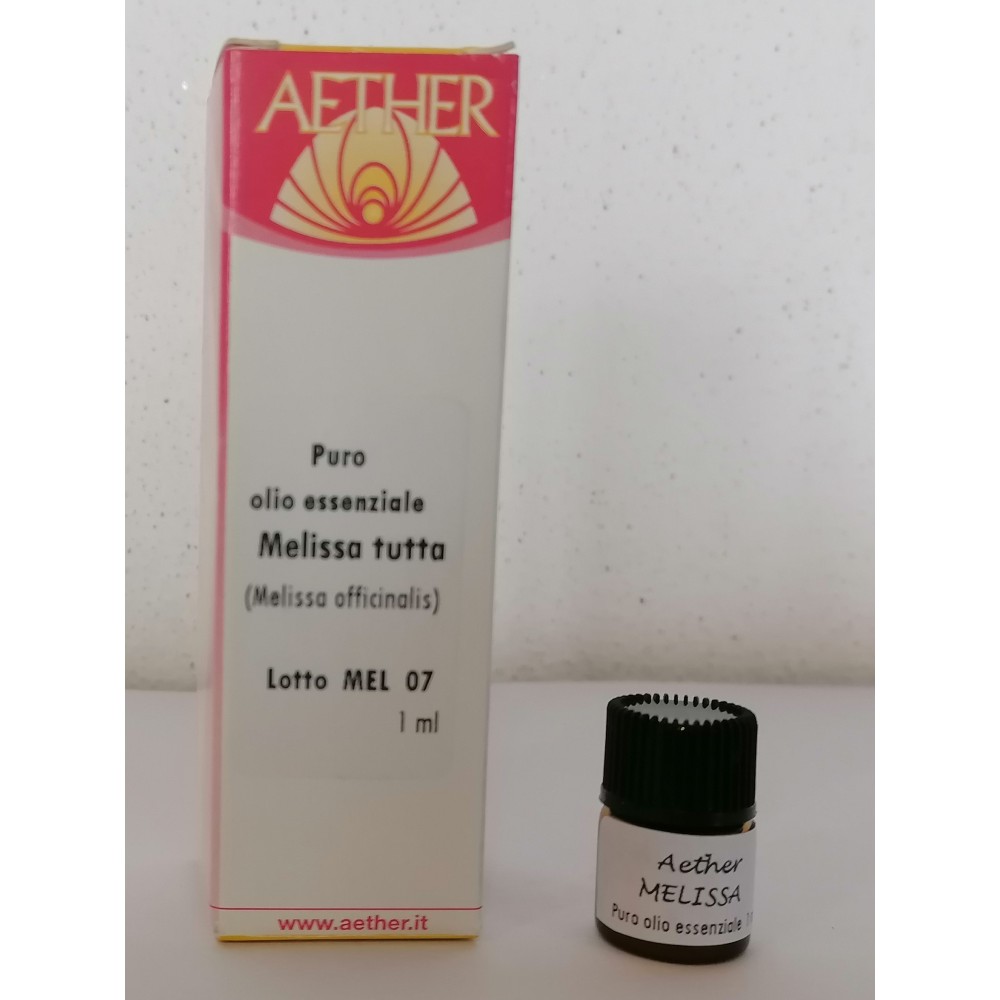 AETHER
Puro
olio essenziale
Melissa tutta
(Melissa officinalis)
Lotto MEL 07
1 ml
www.aether.it
Aether
MELISSA
Puro olio essenziale 1